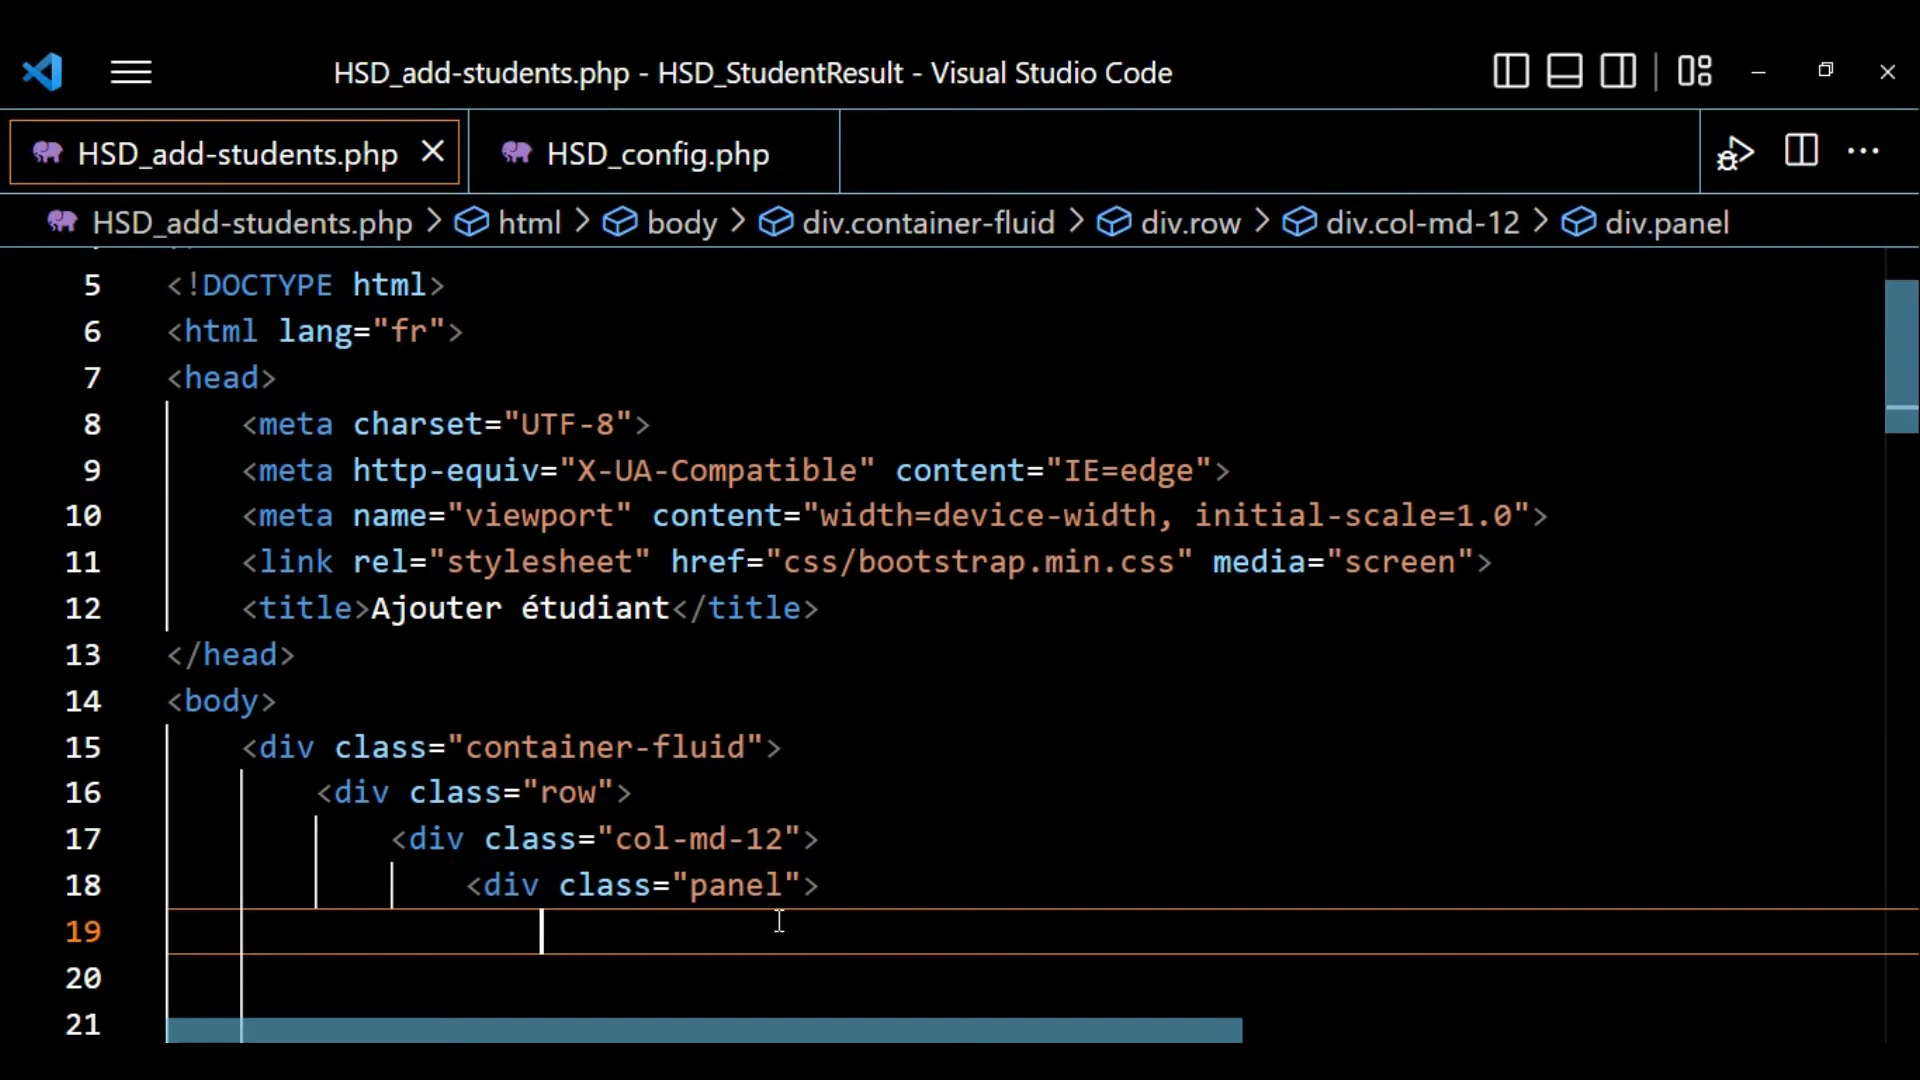 HSD_add-students.php - HSD_StudentResult - Visual Studio Code
HSD_add-students.php
HSD_config.php
HSD_add-students.php > html > body > div.container-fluid > div.row > div.col-md-12 > div.panel
5 <!DOCTYPE html>
6 <html lang="fr">
7 <head>
8 <meta charset="UTF-8">
9 <meta http-equiv="X-UA-Compatible" content="IE=edge">
10 <meta name="viewport" content="width=device-width, initial-scale=1.0">
11 <link rel="stylesheet" href="css/bootstrap.min.css" media="screen">
12 <title>Ajouter étudiant</title>
13 </head>
14 <body>
15 <div class="container-fluid">
16 <div class="row">
17 <div class="col-md-12">
18 <div class="panel">
19
20
21